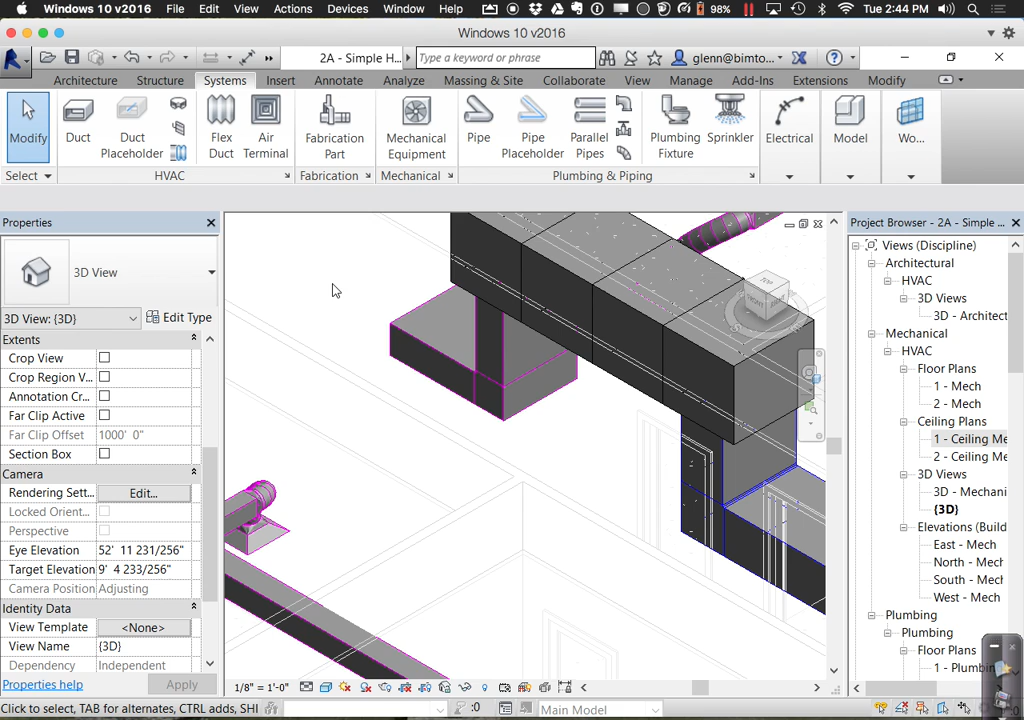 Windows 10 v2016 File Edit View Actions Devices Window Help 98% Tue 2:44 PM
Windows 10 v2016
2A - Simple H... Type a keyword or phrase glenn@bimto...
Architecture Structure Systems Insert Annotate Analyze Massing & Site Collaborate View Manage Add-Ins Extensions Modify
Modify
Duct
Duct Placeholder
Flex Duct
Air Terminal
Fabrication Part
Mechanical Equipment
Pipe
Pipe Placeholder
Parallel Pipes
Plumbing Fixture
Sprinkler
Electrical
Model
Wo...
Select HVAC Fabrication Mechanical Plumbing & Piping
Properties
3D View
3D View: {3D} Edit Type
Extents
Crop View
Crop Region V...
Annotation Cr...
Far Clip Active
Far Clip Offset 1000' 0"
Section Box
Camera
Rendering Sett... Edit...
Locked Orient...
Perspective
Eye Elevation 52' 11 231/256"
Target Elevation 9' 4 233/256"
Camera Position Adjusting
Identity Data
View Template <None>
View Name {3D}
Dependency Independent
Properties help Apply
TOP
FRONT
RIGHT
1/8" = 1'-0"
Project Browser - 2A - Simple ...
Views (Discipline)
Architectural
HVAC
3D Views
3D - Architect
Mechanical
HVAC
Floor Plans
1 - Mech
2 - Mech
Ceiling Plans
1 - Ceiling Me
2 - Ceiling Me
3D Views
3D - Mechani
{3D}
Elevations (Build
East - Mech
North - Mech
South - Mech
West - Mech
Plumbing
Plumbing
Floor Plans
1 - Plumbin
Click to select, TAB for alternates, CTRL adds, SHI :0 Main Model